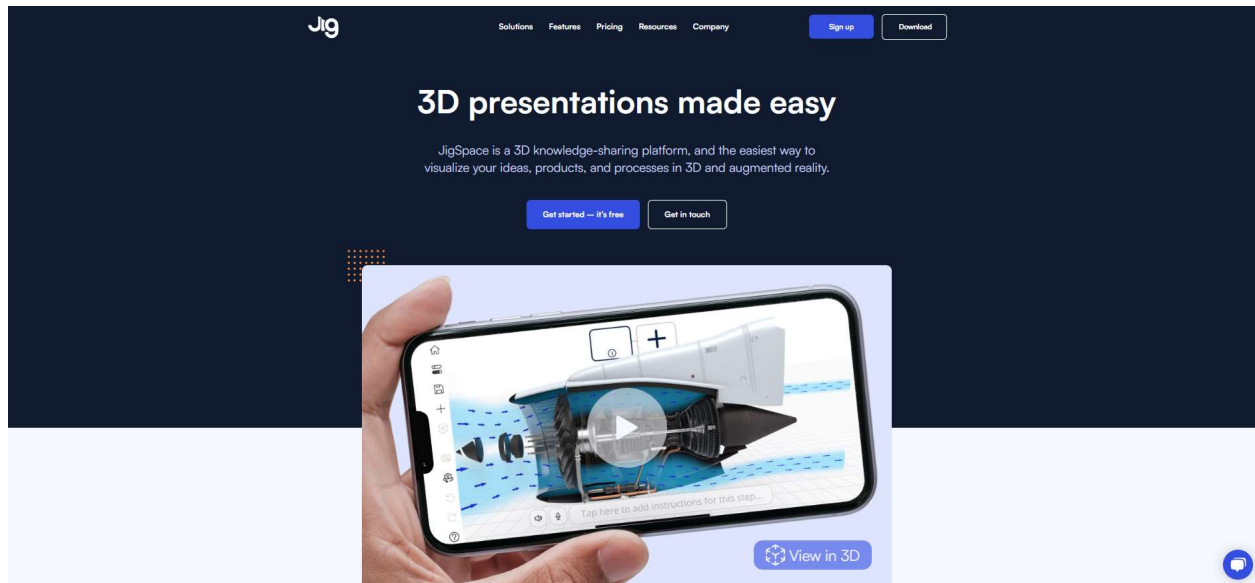 Jig
Solutions Features Pricing Resources Company
Sign up
Download
3D presentations made easy
JigSpace is a 3D knowledge-sharing platform, and the easiest way to
visualize your ideas, products, and processes in 3D and augmented reality.
Get started — it's free
Get in touch
Tap here to add instructions for this step...
View in 3D